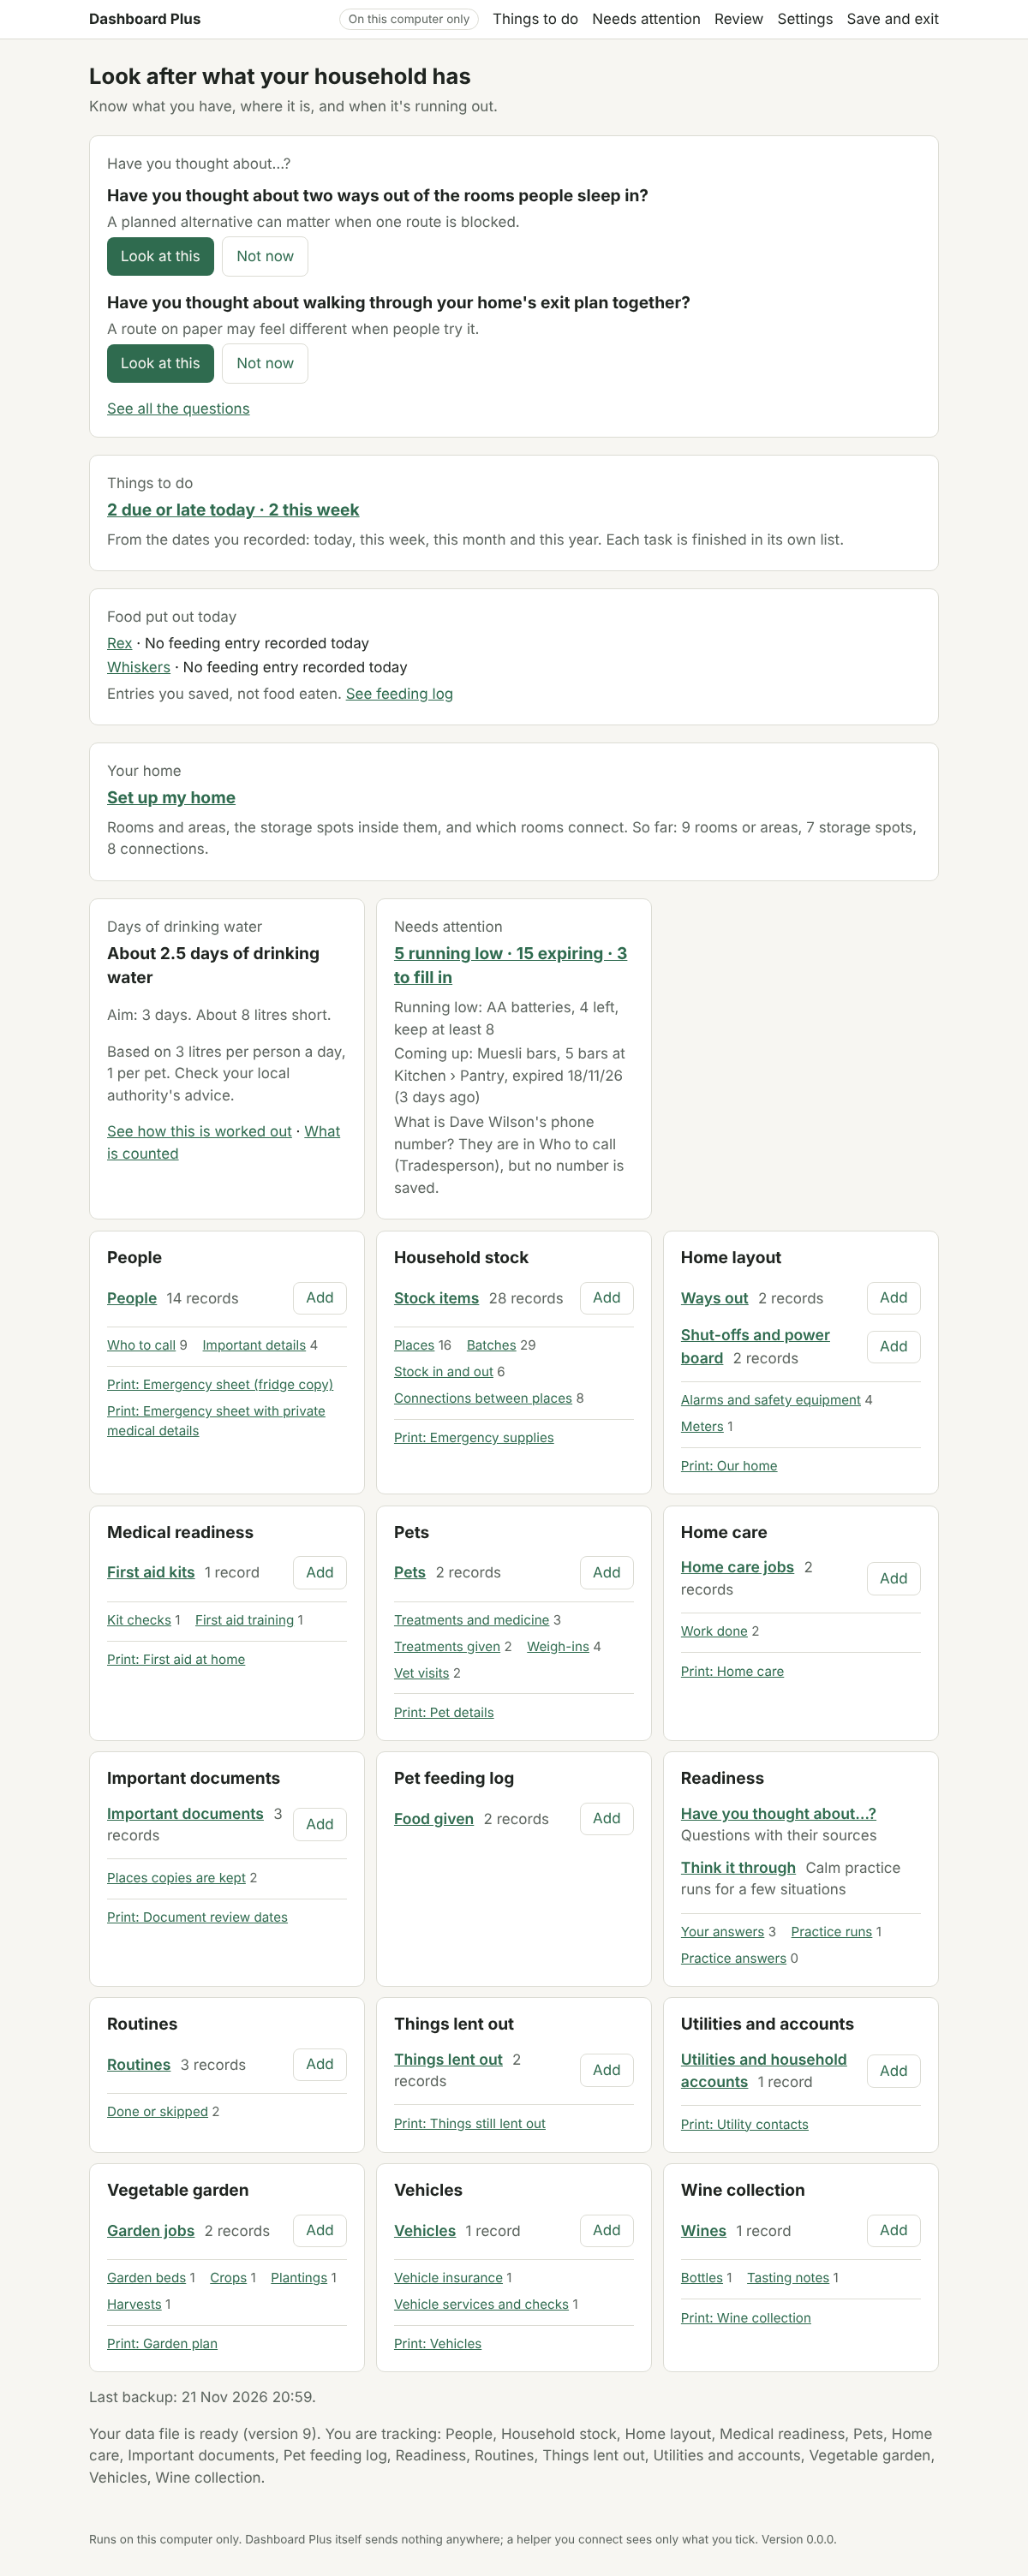 Dashboard Plus
On this computer only
Things to do
Needs attention
Review
Settings
Save and exit
Look after what your household has
Know what you have, where it is, and when it's running out.
Have you thought about...?
Have you thought about two ways out of the rooms people sleep in?
A planned alternative can matter when one route is blocked.
Look at this
Not now
Have you thought about walking through your home's exit plan together?
A route on paper may feel different when people try it.
Look at this
Not now
See all the questions
Things to do
2 due or late today · 2 this week
From the dates you recorded: today, this week, this month and this year. Each task is finished in its own list.
Food put out today
Rex · No feeding entry recorded today
Whiskers · No feeding entry recorded today
Entries you saved, not food eaten. See feeding log
Your home
Set up my home
Rooms and areas, the storage spots inside them, and which rooms connect. So far: 9 rooms or areas, 7 storage spots,
8 connections.
Days of drinking water
About 2.5 days of drinking
water
Aim: 3 days. About 8 litres short.
Based on 3 litres per person a day,
1 per pet. Check your local
authority's advice.
See how this is worked out · What
is counted
Needs attention
5 running low · 15 expiring · 3
to fill in
Running low: AA batteries, 4 left,
keep at least 8
Coming up: Muesli bars, 5 bars at
Kitchen › Pantry, expired 18/11/26
(3 days ago)
What is Dave Wilson's phone
number? They are in Who to call
(Tradesperson), but no number is
saved.
People
People 14 records
Add
Who to call 9 Important details 4
Print: Emergency sheet (fridge copy)
Print: Emergency sheet with private
medical details
Household stock
Stock items 28 records
Add
Places 16 Batches 29
Stock in and out 6
Connections between places 8
Print: Emergency supplies
Home layout
Ways out 2 records
Add
Shut-offs and power
board 2 records
Add
Alarms and safety equipment 4
Meters 1
Print: Our home
Medical readiness
First aid kits 1 record
Add
Kit checks 1 First aid training 1
Print: First aid at home
Pets
Pets 2 records
Add
Treatments and medicine 3
Treatments given 2 Weigh-ins 4
Vet visits 2
Print: Pet details
Home care
Home care jobs 2
records
Add
Work done 2
Print: Home care
Important documents
Important documents 3
records
Add
Places copies are kept 2
Print: Document review dates
Pet feeding log
Food given 2 records
Add
Readiness
Have you thought about...?
Questions with their sources
Think it through Calm practice
runs for a few situations
Your answers 3 Practice runs 1
Practice answers 0
Routines
Routines 3 records
Add
Done or skipped 2
Things lent out
Things lent out 2
records
Add
Print: Things still lent out
Utilities and accounts
Utilities and household
accounts 1 record
Add
Print: Utility contacts
Vegetable garden
Garden jobs 2 records
Add
Garden beds 1 Crops 1 Plantings 1
Harvests 1
Print: Garden plan
Vehicles
Vehicles 1 record
Add
Vehicle insurance 1
Vehicle services and checks 1
Print: Vehicles
Wine collection
Wines 1 record
Add
Bottles 1 Tasting notes 1
Print: Wine collection
Last backup: 21 Nov 2026 20:59.
Your data file is ready (version 9). You are tracking: People, Household stock, Home layout, Medical readiness, Pets, Home
care, Important documents, Pet feeding log, Readiness, Routines, Things lent out, Utilities and accounts, Vegetable garden,
Vehicles, Wine collection.
Runs on this computer only. Dashboard Plus itself sends nothing anywhere; a helper you connect sees only what you tick. Version 0.0.0.